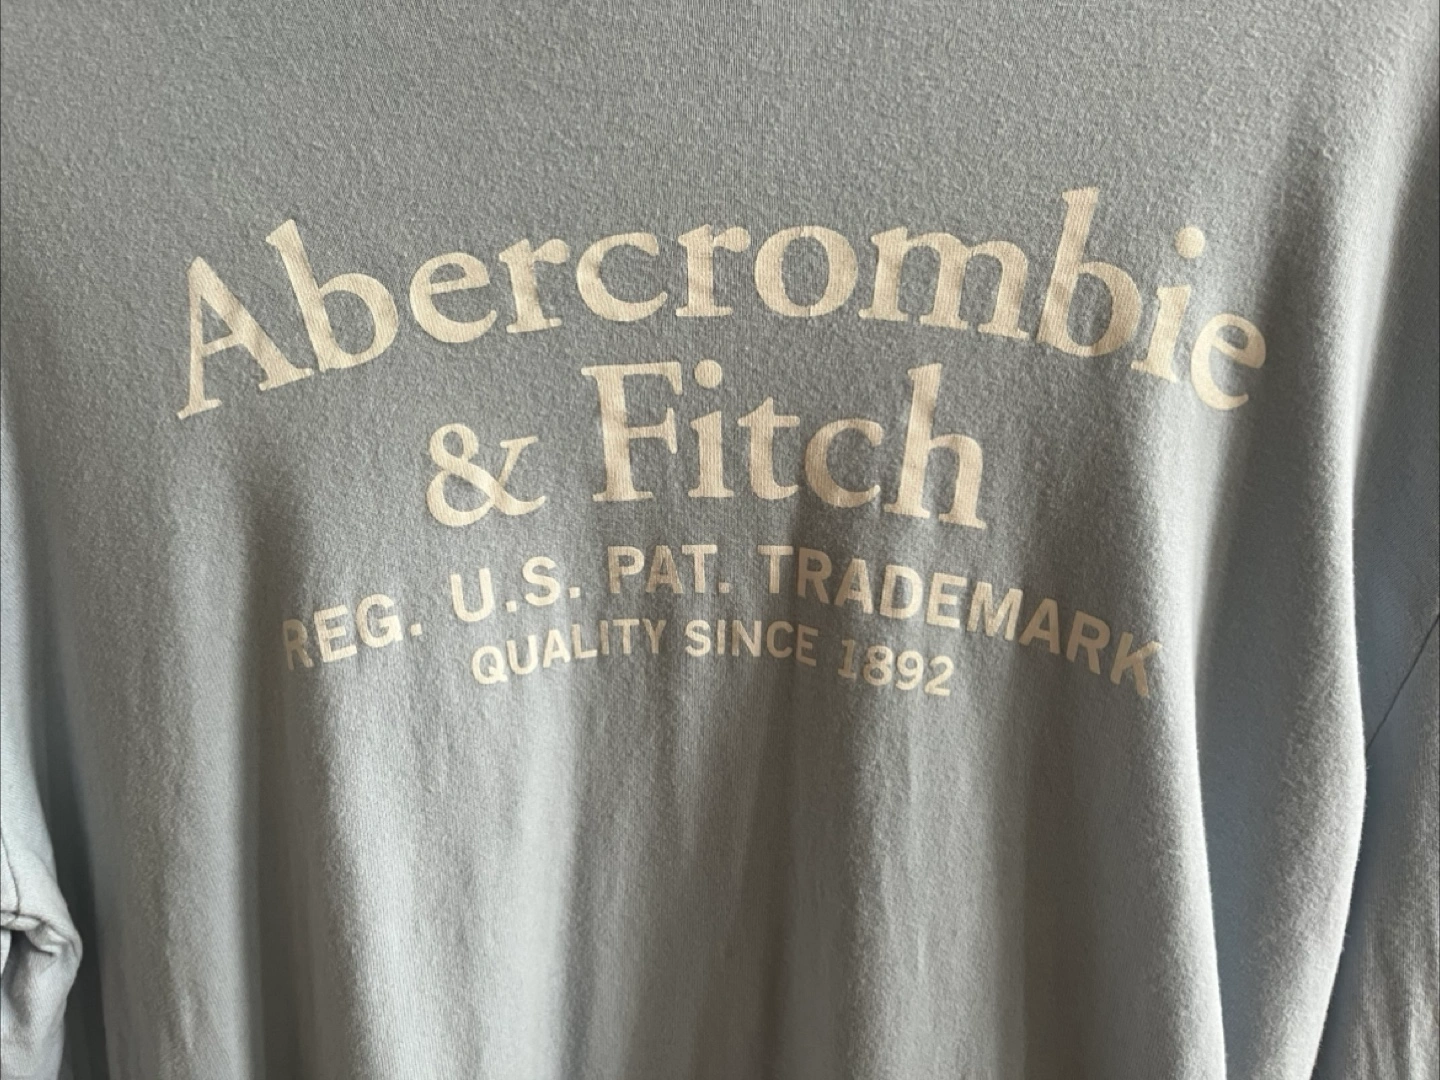 Abercrombie
& Fitch
REG. U.S. PAT. TRADEMARK
QUALITY SINCE 1892